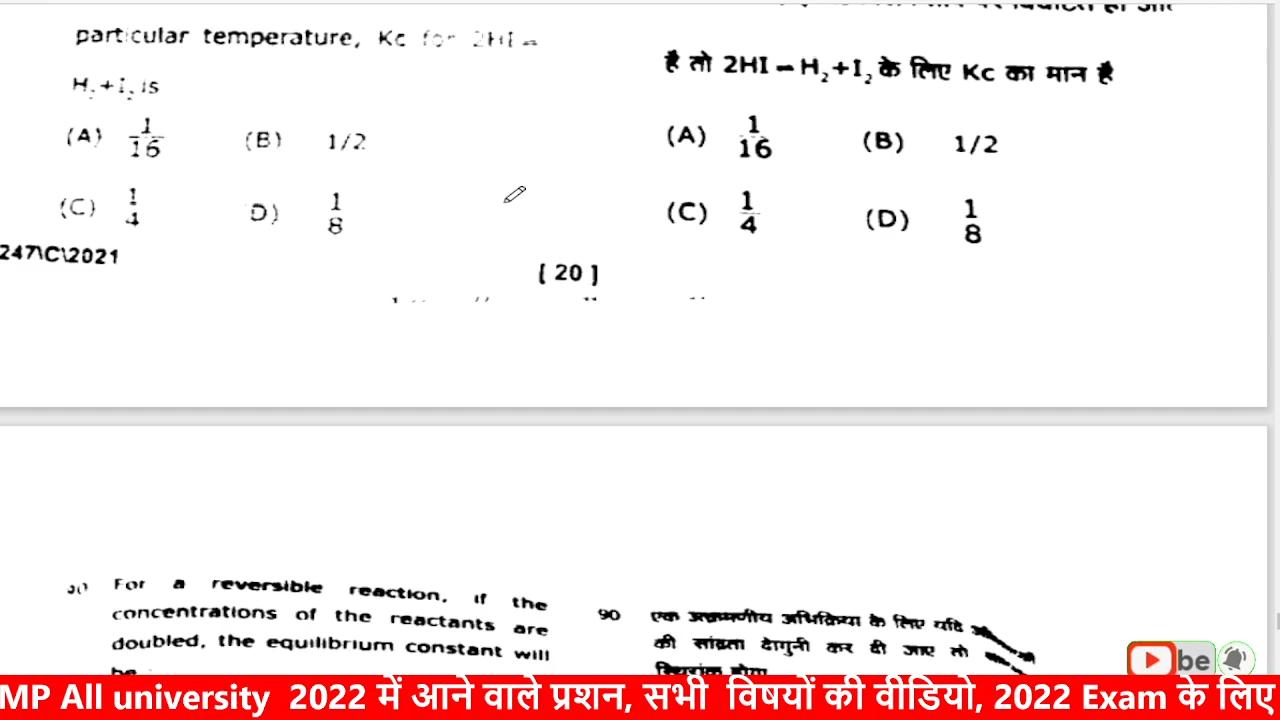 particular temperature, Kc for 2HI =
H₂+I₂ is
(A) 1/16 (B) 1/2
(C) 1/4 D) 1/8
247\C\2021
[ 20 ]
है तो 2HI = H₂+I₂ के लिए Kc का मान है
(A) 1/16 (B) 1/2
(C) 1/4 (D) 1/8
For a reversible reaction, if the
concentrations of the reactants are
doubled, the equilibrium constant will
be
90 एक अक्रमणीय अभिक्रिया के लिए यदि
की सांद्रता दोगुनी कर दी जाए तो
स्थिरांक होगा
be
MP All university 2022 में आने वाले प्रशन, सभी विषयों की वीडियो, 2022 Exam के लिए